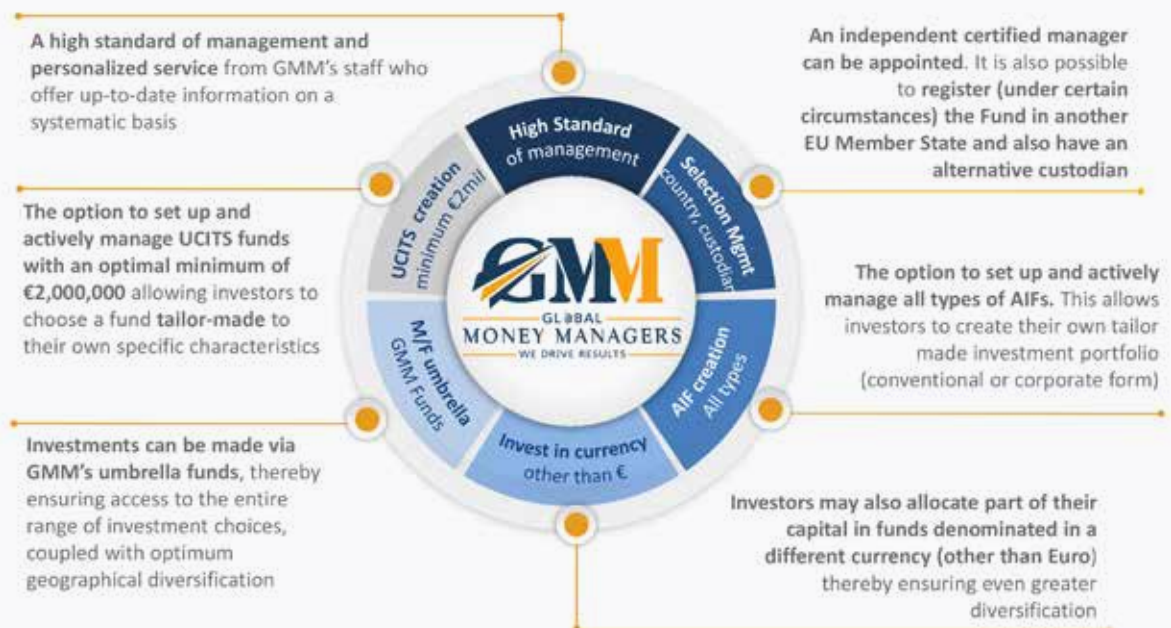 A high standard of management and
personalized service from GMM's staff who
offer up-to-date information on a
systematic basis
An independent certified manager
can be appointed. It is also possible
to register (under certain
circumstances) the Fund in another
EU Member State and also have an
alternative custodian
The option to set up and
actively manage UCITS funds
with an optimal minimum of
€2,000,000 allowing investors to
choose a fund tailor-made to
their own specific characteristics
The option to set up and actively
manage all types of AIFs. This allows
investors to create their own tailor
made investment portfolio
(conventional or corporate form)
Investments can be made via
GMM's umbrella funds, thereby
ensuring access to the entire
range of investment choices,
coupled with optimum
geographical diversification
Investors may also allocate part of their
capital in funds denominated in a
different currency (other than Euro)
thereby ensuring even greater
diversification
High Standard
of management
Selection Mgmt
country, custodian
AIF creation
All types
Invest in currency
other than €
M/F umbrella
GMM Funds
UCITS creation
minimum €2mil
GMM
GLOBAL
MONEY MANAGERS
WE DRIVE RESULTS